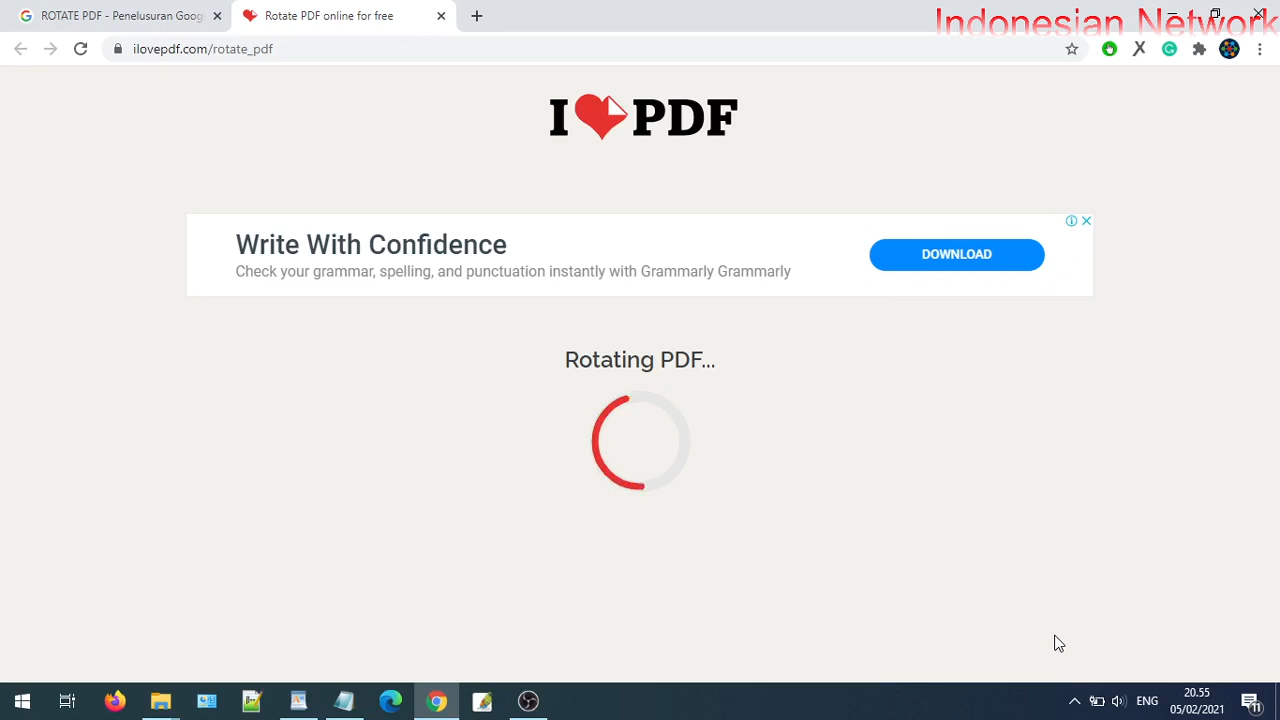 ROTATE PDF - Penelusuran Goog
Rotate PDF online for free
Indonesian Network
ilovepdf.com/rotate_pdf
I PDF
Write With Confidence
Check your grammar, spelling, and punctuation instantly with Grammarly Grammarly
DOWNLOAD
Rotating PDF...
ENG
20.55
05/02/2021
11